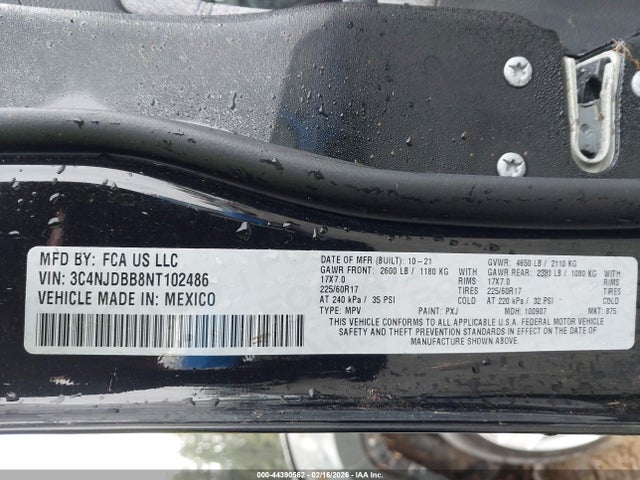 MFD BY: FCA US LLC
VIN: 3C4NJDBB8NT102486
VEHICLE MADE IN: MEXICO
DATE OF MFR (BUILT): 10-21 GVWR: 4650 LB / 2110 KG
GAWR FRONT: 2600 LB / 1180 KG GAWR REAR: 2390 LB / 1080 KG
17X7.0 RIMS 17X7.0 RIMS
225/60R17 TIRES 225/60R17 TIRES
AT 240 kPa / 35 PSI COLD AT 220 kPa / 32 PSI COLD
TYPE: MPV PAINT: PXJ MDH: 100907 MKT: 875
THIS VEHICLE CONFORMS TO ALL APPLICABLE U.S.A. FEDERAL MOTOR VEHICLE
SAFETY AND THEFT PREVENTION STANDARDS IN EFFECT ON THE DATE OF
MANUFACTURE SHOWN ABOVE
000-44390562 - 02/16/2026 - IAA Inc.